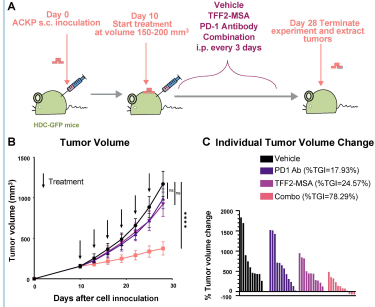 A
Day 0
ACKP s.c. inoculation
Day 10
Start treatment
at volume 150-200 mm³
Vehicle
TFF2-MSA
PD-1 Antibody
Combination
i.p. every 3 days
Day 28 Terminate
experiment and extract
tumors
HDC-GFP mice
B
Tumor Volume
Tumor volume (mm³)
1500
1000
500
0
Treatment
ns
ns
****
0
10
20
30
Days after cell inoculation
C
Individual Tumor Volume Change
Vehicle
PD1 Ab (%TGI=17.93%)
TFF2-MSA (%TGI=24.57%)
Combo (%TGI=78.29%)
% Tumor volume change
2000
1500
1000
500
0
-100